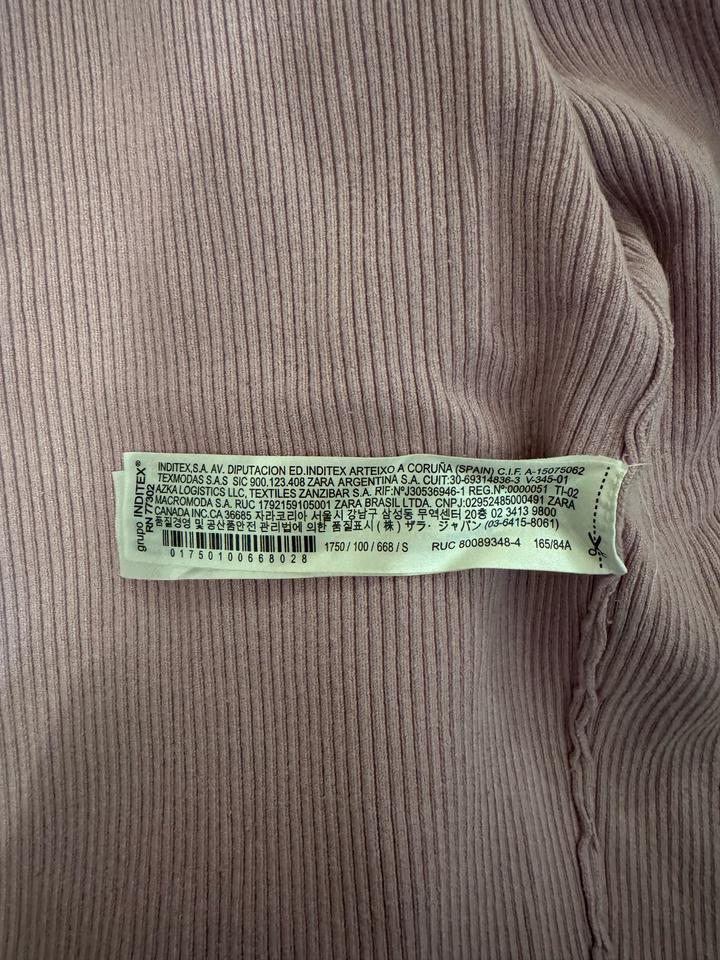 grupo INDITEX®
RN 77302
INDITEX,S.A. AV. DIPUTACION ED.INDITEX ARTEIXO A CORUÑA (SPAIN) C.I.F. A-15075062
TEXMODAS S.A.S SIC 900.123.408 ZARA ARGENTINA S.A. CUIT:30-69314836-3 V-345-01
AZKA LOGISTICS LLC, TEXTILES ZANZIBAR S.A. RIF:NºJ30536946-1 REG.Nº:0000051 TI-02
MACROMODA S.A. RUC 1792159105001 ZARA BRASIL LTDA. CNPJ:02952485000491 ZARA
CANADA INC.CA 36685 자라코리아 서울시 강남구 삼성동 무역센터 20층 02 3413 9800
품질경영 및 공산품안전 관리법에 의한 품질표시 (株) ザラ・ジャパン (03-6415-8061)
01750100668028
1750 / 100 / 668 / S RUC 80089348-4 165/84A